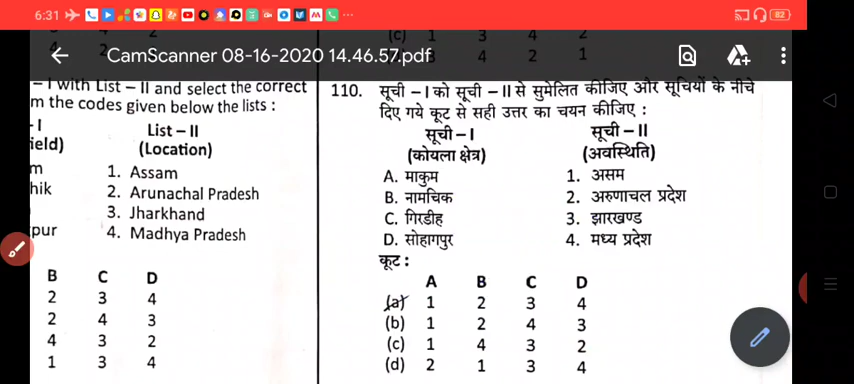 6:31
82
(c) 1 3 4 2
3 4 2 1
CamScanner 08-16-2020 14.46.57.pdf
– I with List – II and select the correct
m the codes given below the lists :
- I List – II
ield) (Location)
m 1. Assam
hik 2. Arunachal Pradesh
3. Jharkhand
pur 4. Madhya Pradesh
B C D
2 3 4
2 4 3
4 3 2
1 3 4
110. सूची – I को सूची – II से सुमेलित कीजिए और सूचियों के नीचे
दिए गये कूट से सही उत्तर का चयन कीजिए :
सूची – I सूची – II
(कोयला क्षेत्र) (अवस्थिति)
A. माकुम 1. असम
B. नामचिक 2. अरुणाचल प्रदेश
C. गिरडीह 3. झारखण्ड
D. सोहागपुर 4. मध्य प्रदेश
कूट :
A B C D
(a) 1 2 3 4
(b) 1 2 4 3
(c) 1 4 3 2
(d) 2 1 3 4